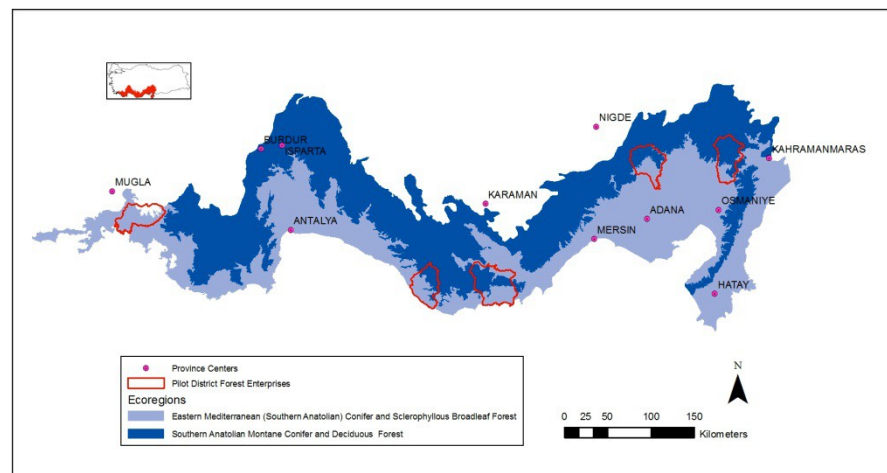 NIGDE
BURDUR
ISPARTA
KAHRAMANMARAS
MUGLA
KARAMAN
OSMANIYE
ADANA
ANTALYA
MERSIN
HATAY
Province Centers
Pilot District Forest Enterprises
Ecoregions
Eastern Mediterranean (Southern Anatolian) Conifer and Sclerophyllous Broadleaf Forest
Southern Anatolian Montane Conifer and Deciduous Forest
N
0 25 50 100 150
Kilometers